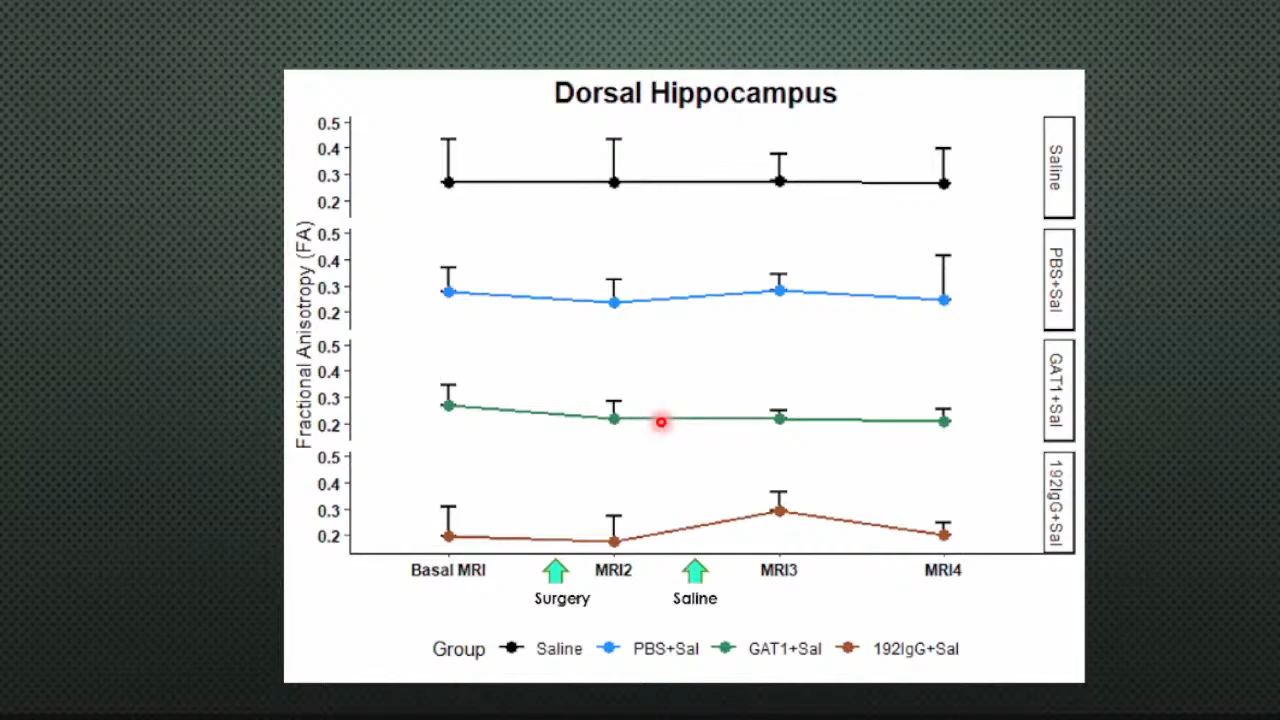 Dorsal Hippocampus
Fractional Anisotropy (FA)
0.5
0.4
0.3
0.2
Saline
0.5
0.4
0.3
0.2
PBS+Sal
0.5
0.4
0.3
0.2
GAT1+Sal
0.5
0.4
0.3
0.2
192IgG+Sal
Basal MRI MRI2 MRI3 MRI4
Surgery Saline
Group Saline PBS+Sal GAT1+Sal 192IgG+Sal